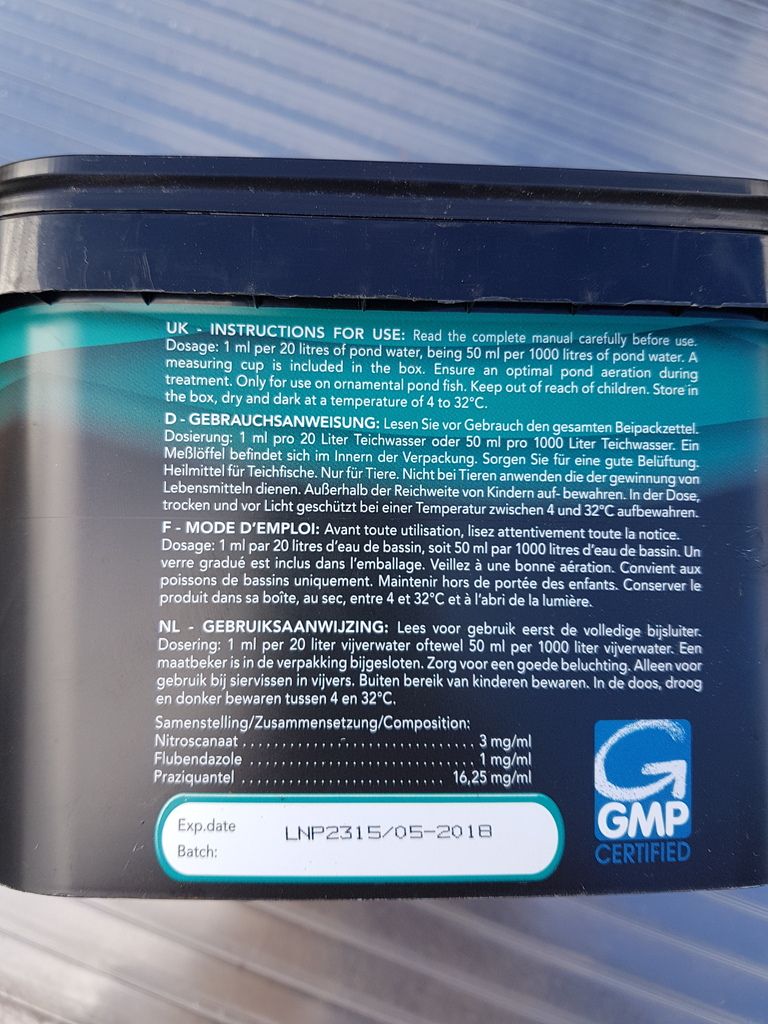 UK - INSTRUCTIONS FOR USE: Read the complete manual carefully before use.
Dosage: 1 ml per 20 litres of pond water, being 50 ml per 1000 litres of pond water. A
measuring cup is included in the box. Ensure an optimal pond aeration during
treatment. Only for use on ornamental pond fish. Keep out of reach of children. Store in
the box, dry and dark at a temperature of 4 to 32°C.
D - GEBRAUCHSANWEISUNG: Lesen Sie vor Gebrauch den gesamten Beipackzettel.
Dosierung: 1 ml pro 20 Liter Teichwasser oder 50 ml pro 1000 Liter Teichwasser. Ein
Meßlöffel befindet sich im Innern der Verpackung. Sorgen Sie für eine gute Belüftung.
Heilmittel für Teichfische. Nur für Tiere. Nicht bei Tieren anwenden die der gewinnung von
Lebensmitteln dienen. Außerhalb der Reichweite von Kindern auf- bewahren. In der Dose,
trocken und vor Licht geschützt bei einer Temperatur zwischen 4 und 32°C aufbewahren.
F - MODE D'EMPLOI: Avant toute utilisation, lisez attentivement toute la notice.
Dosage: 1 ml par 20 litres d'eau de bassin, soit 50 ml par 1000 litres d'eau de bassin. Un
verre gradué est inclus dans l'emballage. Veillez à une bonne aération. Convient aux
poissons de bassins uniquement. Maintenir hors de portée des enfants. Conserver le
produit dans sa boîte, au sec, entre 4 et 32°C et à l'abri de la lumière.
NL - GEBRUIKSAANWIJZING: Lees voor gebruik eerst de volledige bijsluiter.
Dosering: 1 ml per 20 liter vijverwater oftewel 50 ml per 1000 liter vijverwater. Een
maatbeker is in de verpakking bijgesloten. Zorg voor een goede beluchting. Alleen voor
gebruik bij siervissen in vijvers. Buiten bereik van kinderen bewaren. In de doos, droog
en donker bewaren tussen 4 en 32°C.
Samenstelling/Zusammensetzung/Composition:
Nitroscanaat ................................ 3 mg/ml
Flubendazole ................................ 1 mg/ml
Praziquantel .............................. 16,25 mg/ml
Exp.date LNP2315/05-2018
Batch:
GMP
CERTIFIED